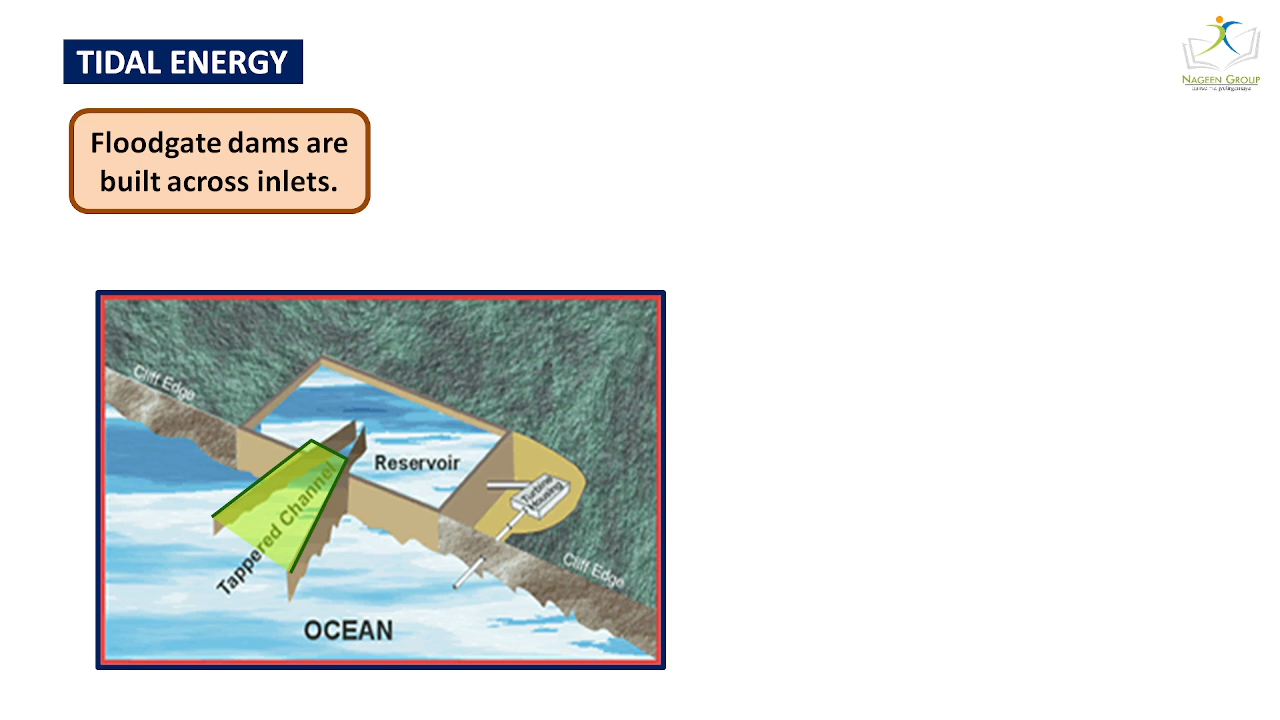 TIDAL ENERGY
NAGEEN GROUP
Floodgate dams are
built across inlets.
Cliff Edge
Reservoir
Turbine
Housing
Tappered Channel
Cliff Edge
OCEAN